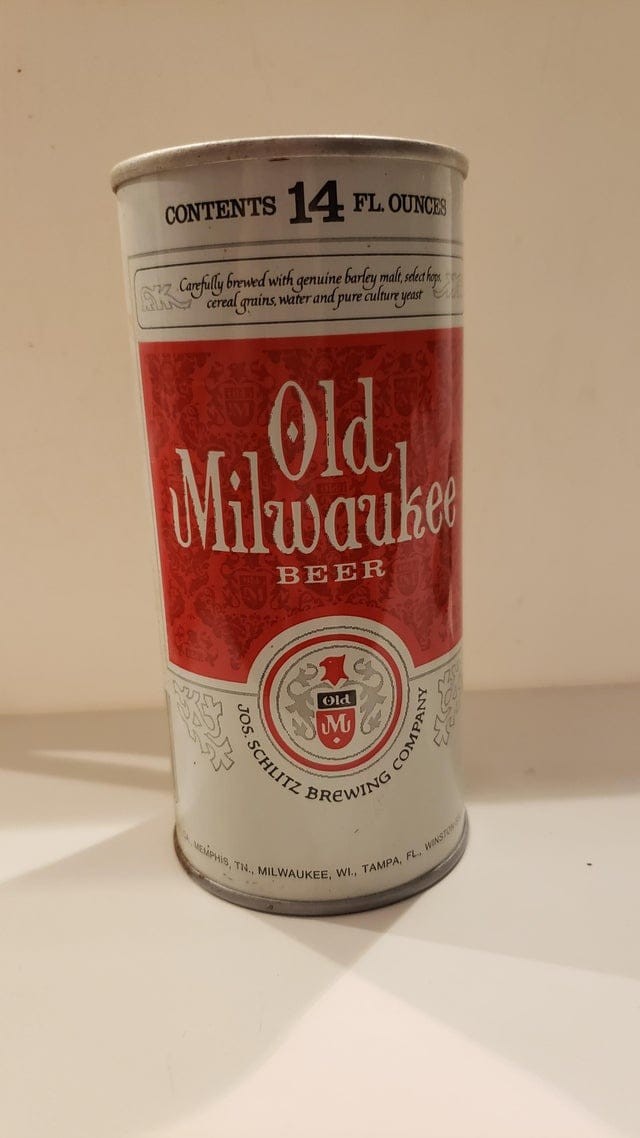 CONTENTS 14 FL. OUNCES
Carefully brewed with genuine barley malt, select hops,
cereal grains, water and pure culture yeast
Old
Milwaukee
BEER
Old
M
JOS. SCHLITZ BREWING COMPANY
MEMPHIS, TN., MILWAUKEE, WI., TAMPA, FL.,